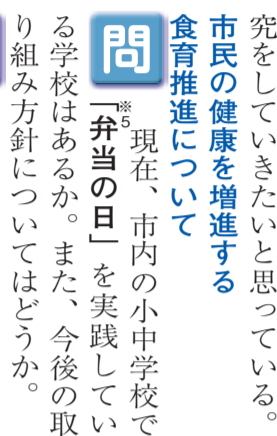 究をしていきたいと思っている。
市民の健康を増進する
食育推進について
問 現在、市内の小中学校で
※5「弁当の日」を実践してい
る学校はあるか。また、今後の取
り組み方針についてはどうか。